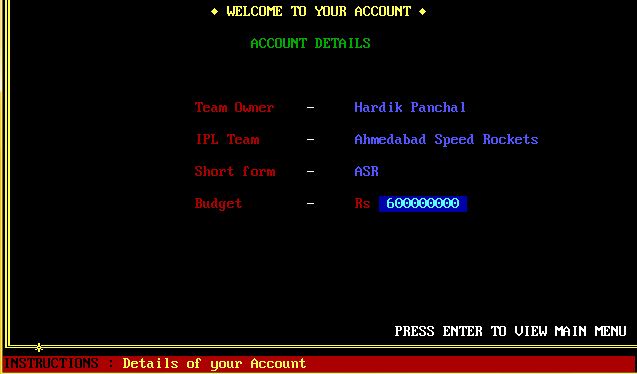 ◆ WELCOME TO YOUR ACCOUNT ◆
ACCOUNT DETAILS
Team Owner - Hardik Panchal
IPL Team - Ahmedabad Speed Rockets
Short form - ASR
Budget - Rs 600000000
PRESS ENTER TO VIEW MAIN MENU
INSTRUCTIONS : Details of your Account